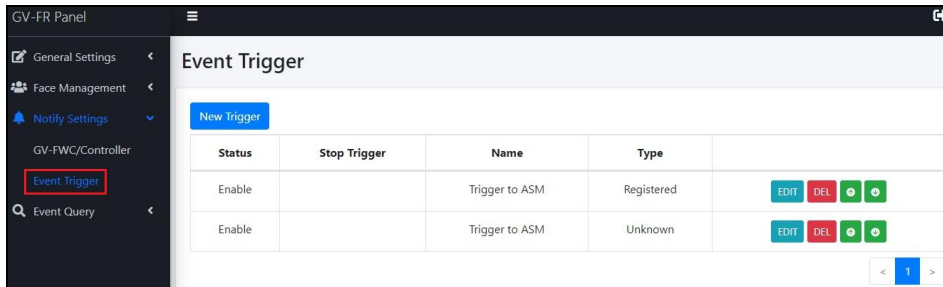 GV-FR Panel
General Settings
Face Management
Notify Settings
GV-FWC/Controller
Event Trigger
Event Query
Event Trigger
New Trigger
Status Stop Trigger Name Type
Enable Trigger to ASM Registered EDIT DEL
Enable Trigger to ASM Unknown EDIT DEL
< 1 >